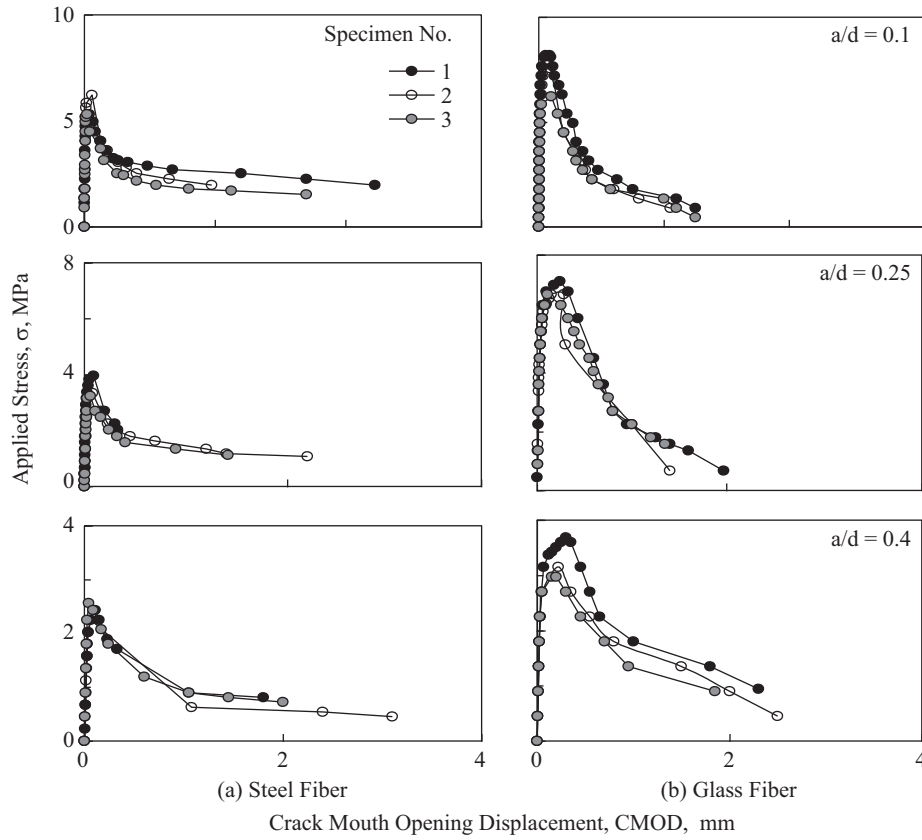 10
5
0
Specimen No.
1
2
3
a/d = 0.1
8
4
0
a/d = 0.25
Applied Stress, σ, MPa
4
2
0
a/d = 0.4
0 2 4
0 2 4
(a) Steel Fiber (b) Glass Fiber
Crack Mouth Opening Displacement, CMOD, mm